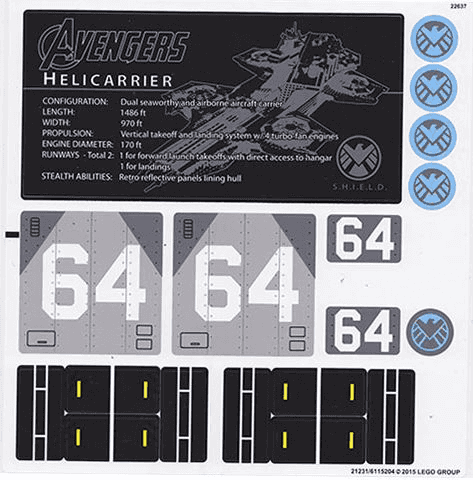 22637
AVENGERS
HELICARRIER
CONFIGURATION: Dual seaworthy and airborne aircraft carrier
LENGTH: 1486 ft
WIDTH: 970 ft
PROPULSION: Vertical takeoff and landing system w/ 4 turbo-fan engines
ENGINE DIAMETER: 170 ft
RUNWAYS - Total 2: 1 for forward launch takeoffs with direct access to hangar
1 for landings
STEALTH ABILITIES: Retro reflective panels lining hull
S.H.I.E.L.D.
64
64
64
64
21231/6115204 © 2015 LEGO GROUP